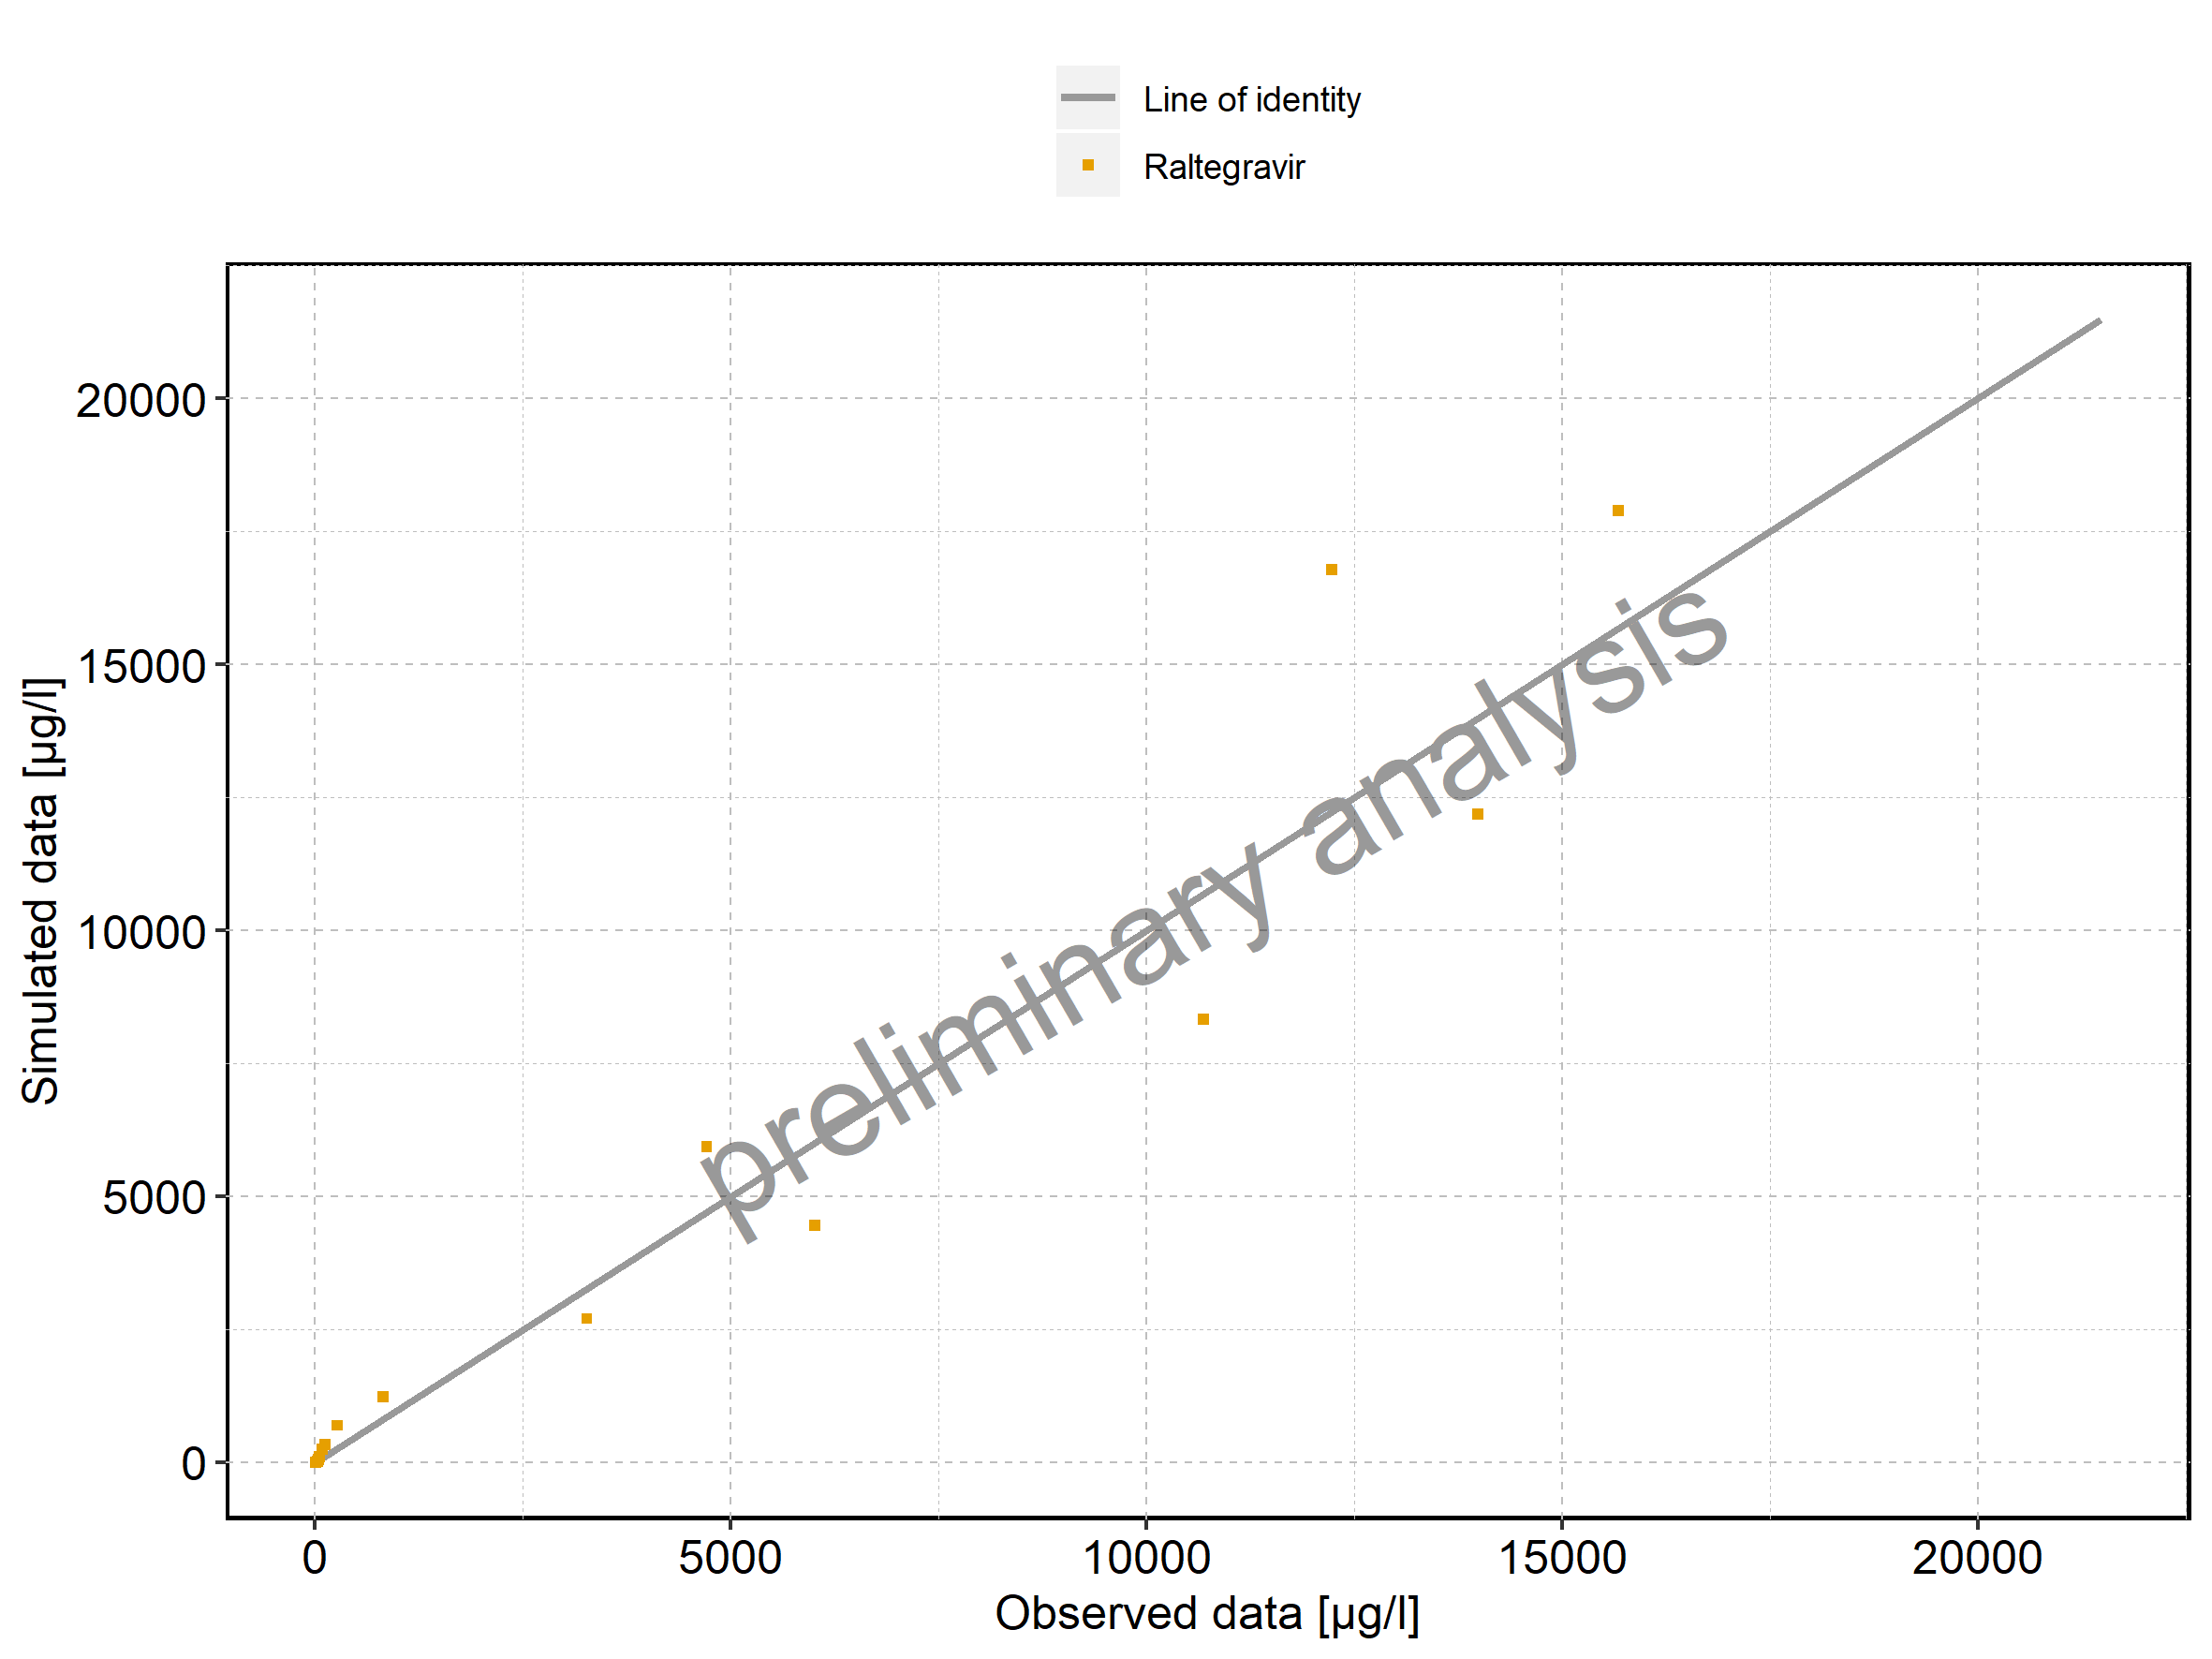 Line of identity
Raltegravir
20000
15000
10000
5000
0
Simulated data [µg/l]
preliminary analysis
0 5000 10000 15000 20000
Observed data [µg/l]